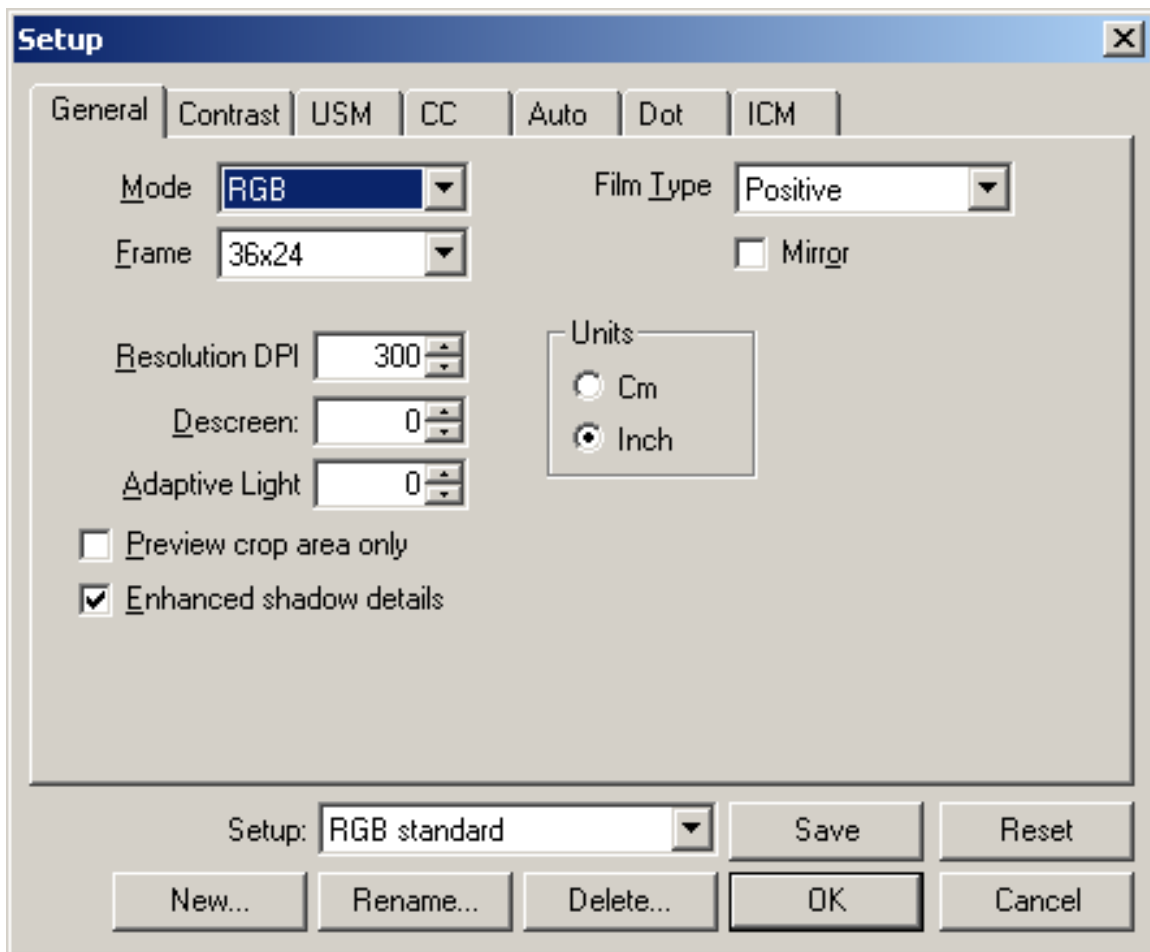 Setup
General Contrast USM CC Auto Dot ICM
Mode RGB Film Type Positive
Frame 36x24 Mirror
Units
Resolution DPI 300
Cm
Descreen: 0
Inch
Adaptive Light 0
Preview crop area only
Enhanced shadow details
Setup: RGB standard Save Reset
New... Rename... Delete... OK Cancel